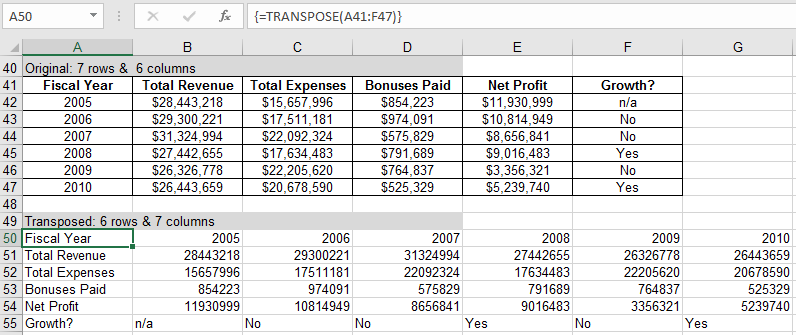 A50 fx {=TRANSPOSE(A41:F47)}
A B C D E F G
40 Original: 7 rows & 6 columns
41 Fiscal Year Total Revenue Total Expenses Bonuses Paid Net Profit Growth?
42 2005 $28,443,218 $15,657,996 $854,223 $11,930,999 n/a
43 2006 $29,300,221 $17,511,181 $974,091 $10,814,949 No
44 2007 $31,324,994 $22,092,324 $575,829 $8,656,841 No
45 2008 $27,442,655 $17,634,483 $791,689 $9,016,483 Yes
46 2009 $26,326,778 $22,205,620 $764,837 $3,356,321 No
47 2010 $26,443,659 $20,678,590 $525,329 $5,239,740 Yes
48
49 Transposed: 6 rows & 7 columns
50 Fiscal Year 2005 2006 2007 2008 2009 2010
51 Total Revenue 28443218 29300221 31324994 27442655 26326778 26443659
52 Total Expenses 15657996 17511181 22092324 17634483 22205620 20678590
53 Bonuses Paid 854223 974091 575829 791689 764837 525329
54 Net Profit 11930999 10814949 8656841 9016483 3356321 5239740
55 Growth? n/a No No Yes No Yes